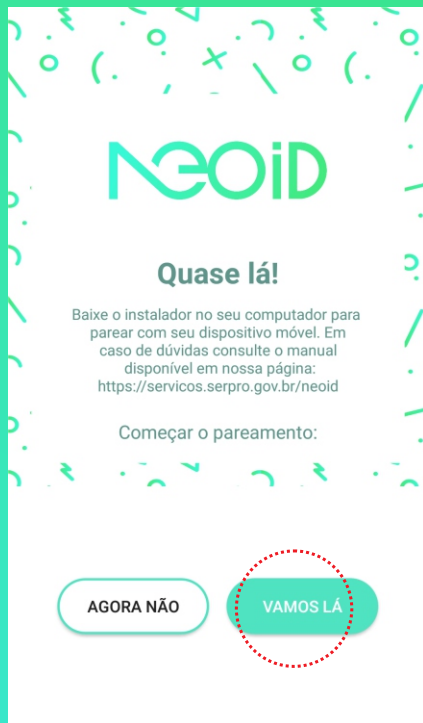 NEOiD
Quase lá!
Baixe o instalador no seu computador para
parear com seu dispositivo móvel. Em
caso de dúvidas consulte o manual
disponível em nossa página:
https://servicos.serpro.gov.br/neoid
Começar o pareamento:
AGORA NÃO
VAMOS LÁ